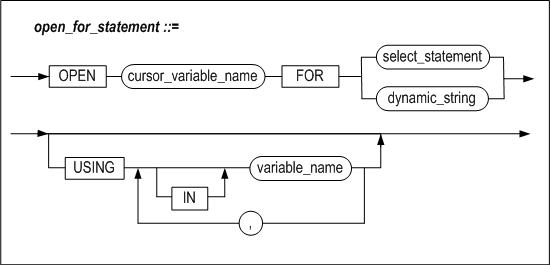 open_for_statement ::=
OPEN cursor_variable_name FOR select_statement
dynamic_string
USING IN variable_name
,